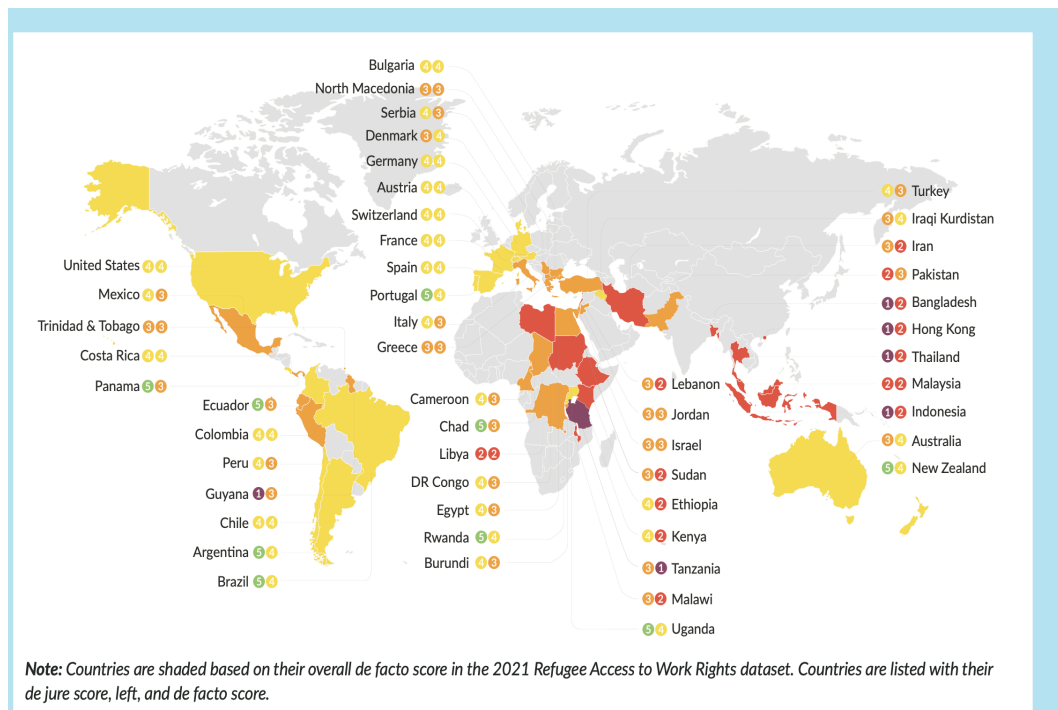 Bulgaria 4 4
North Macedonia 3 3
Serbia 4 3
Denmark 3 4
Germany 4 4
Austria 4 4
Switzerland 4 4
France 4 4
Spain 4 4
Portugal 5 4
Italy 4 3
Greece 3 3
United States 4 4
Mexico 4 3
Trinidad & Tobago 3 3
Costa Rica 4 4
Panama 5 3
Ecuador 5 3
Colombia 4 4
Peru 4 3
Guyana 1 3
Chile 4 4
Argentina 5 4
Brazil 5 4
Cameroon 4 3
Chad 5 3
Libya 2 2
DR Congo 4 3
Egypt 4 3
Rwanda 5 4
Burundi 4 3
3 2 Lebanon
3 3 Jordan
3 3 Israel
3 2 Sudan
4 2 Ethiopia
4 2 Kenya
3 1 Tanzania
3 2 Malawi
5 4 Uganda
4 3 Turkey
3 4 Iraqi Kurdistan
3 2 Iran
2 3 Pakistan
1 2 Bangladesh
1 2 Hong Kong
1 2 Thailand
2 2 Malaysia
1 2 Indonesia
3 4 Australia
5 4 New Zealand
Note: Countries are shaded based on their overall de facto score in the 2021 Refugee Access to Work Rights dataset. Countries are listed with their
de jure score, left, and de facto score.